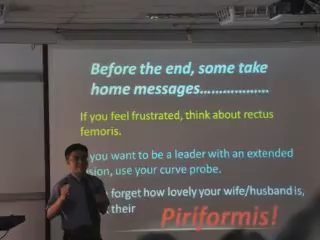 Before the end, some take
home messages………………
If you feel frustrated, think about rectus
femoris.
you want to be a leader with an extended
use your curve probe.
forget how lovely your wife/husband is,
their
Piriformis!